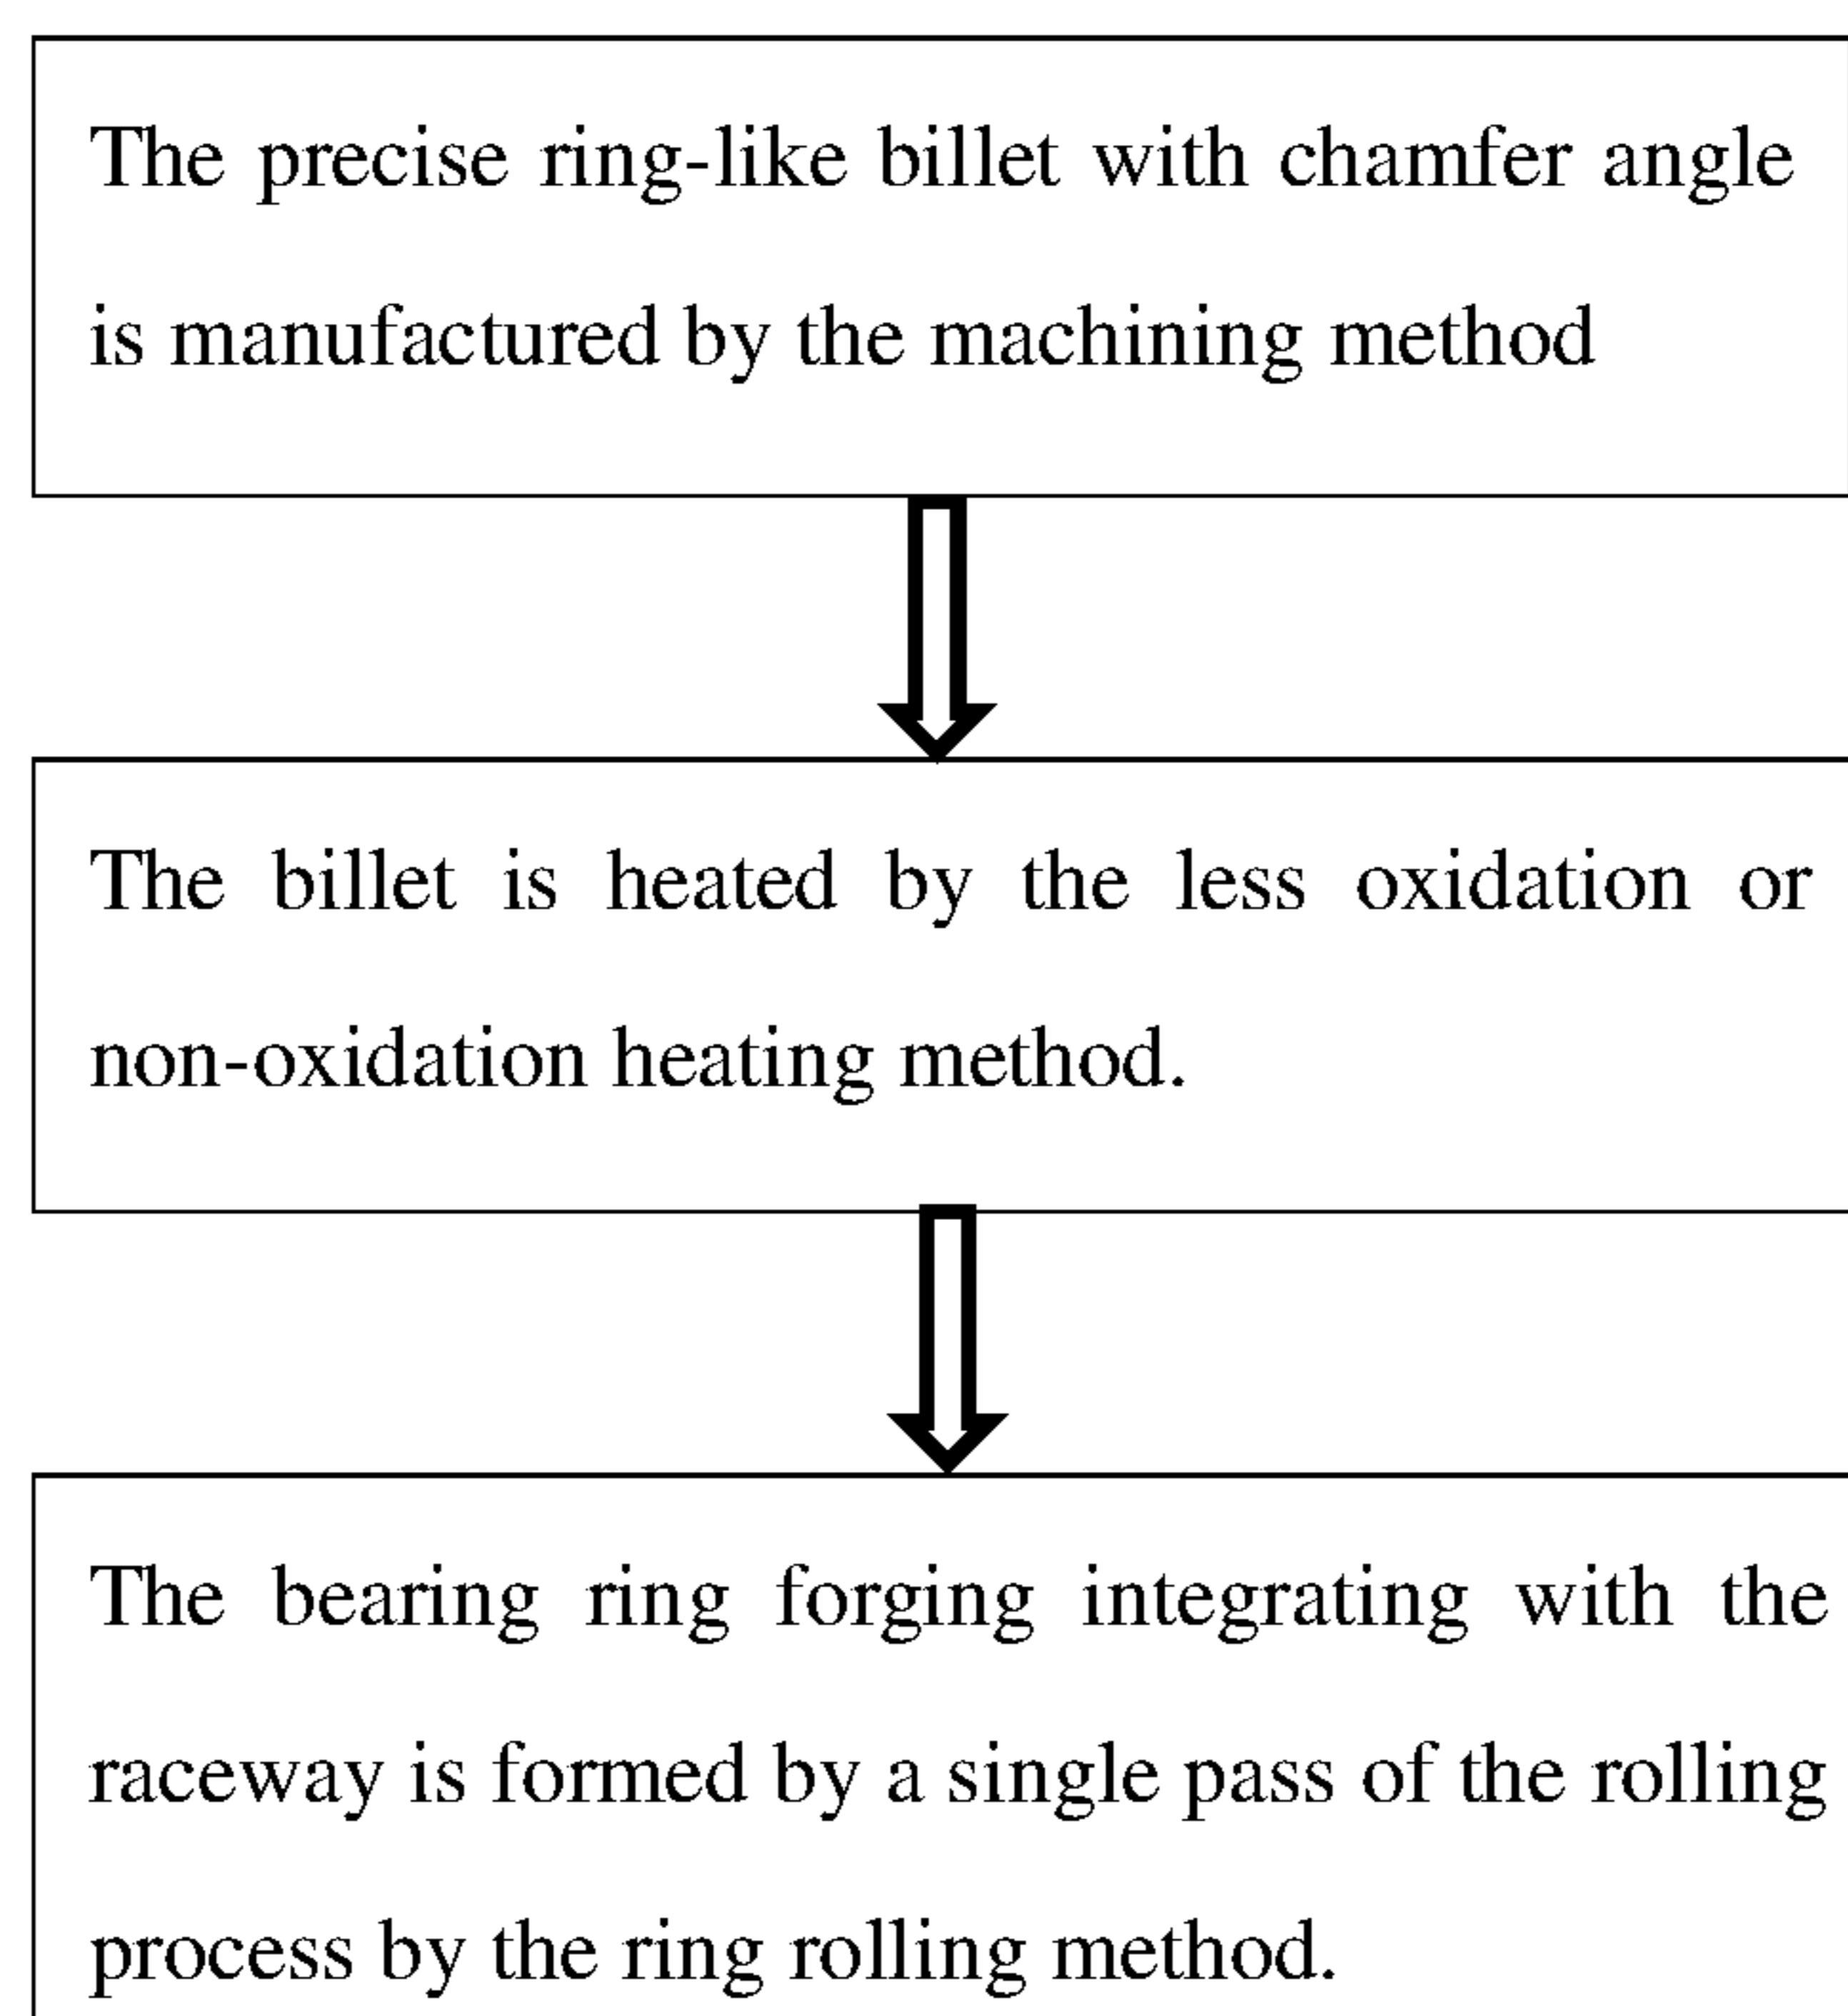 The precise ring-like billet with chamfer angle
is manufactured by the machining method
The billet is heated by the less oxidation or
non-oxidation heating method.
The bearing ring forging integrating with the
raceway is formed by a single pass of the rolling
process by the ring rolling method.